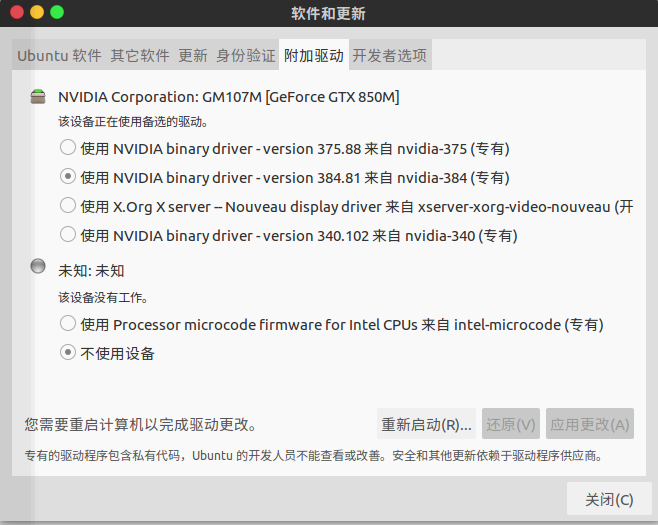 软件和更新
Ubuntu 软件 其它软件 更新 身份验证 附加驱动 开发者选项
NVIDIA Corporation: GM107M [GeForce GTX 850M]
该设备正在使用备选的驱动。
使用 NVIDIA binary driver - version 375.88 来自 nvidia-375 (专有)
使用 NVIDIA binary driver - version 384.81 来自 nvidia-384 (专有)
使用 X.Org X server -- Nouveau display driver 来自 xserver-xorg-video-nouveau (开
使用 NVIDIA binary driver - version 340.102 来自 nvidia-340 (专有)
未知: 未知
该设备没有工作。
使用 Processor microcode firmware for Intel CPUs 来自 intel-microcode (专有)
不使用设备
您需要重启计算机以完成驱动更改。 重新启动(R)... 还原(V) 应用更改(A)
专有的驱动程序包含私有代码，Ubuntu 的开发人员不能查看或改善。安全和其他更新依赖于驱动程序供应商。
关闭(C)